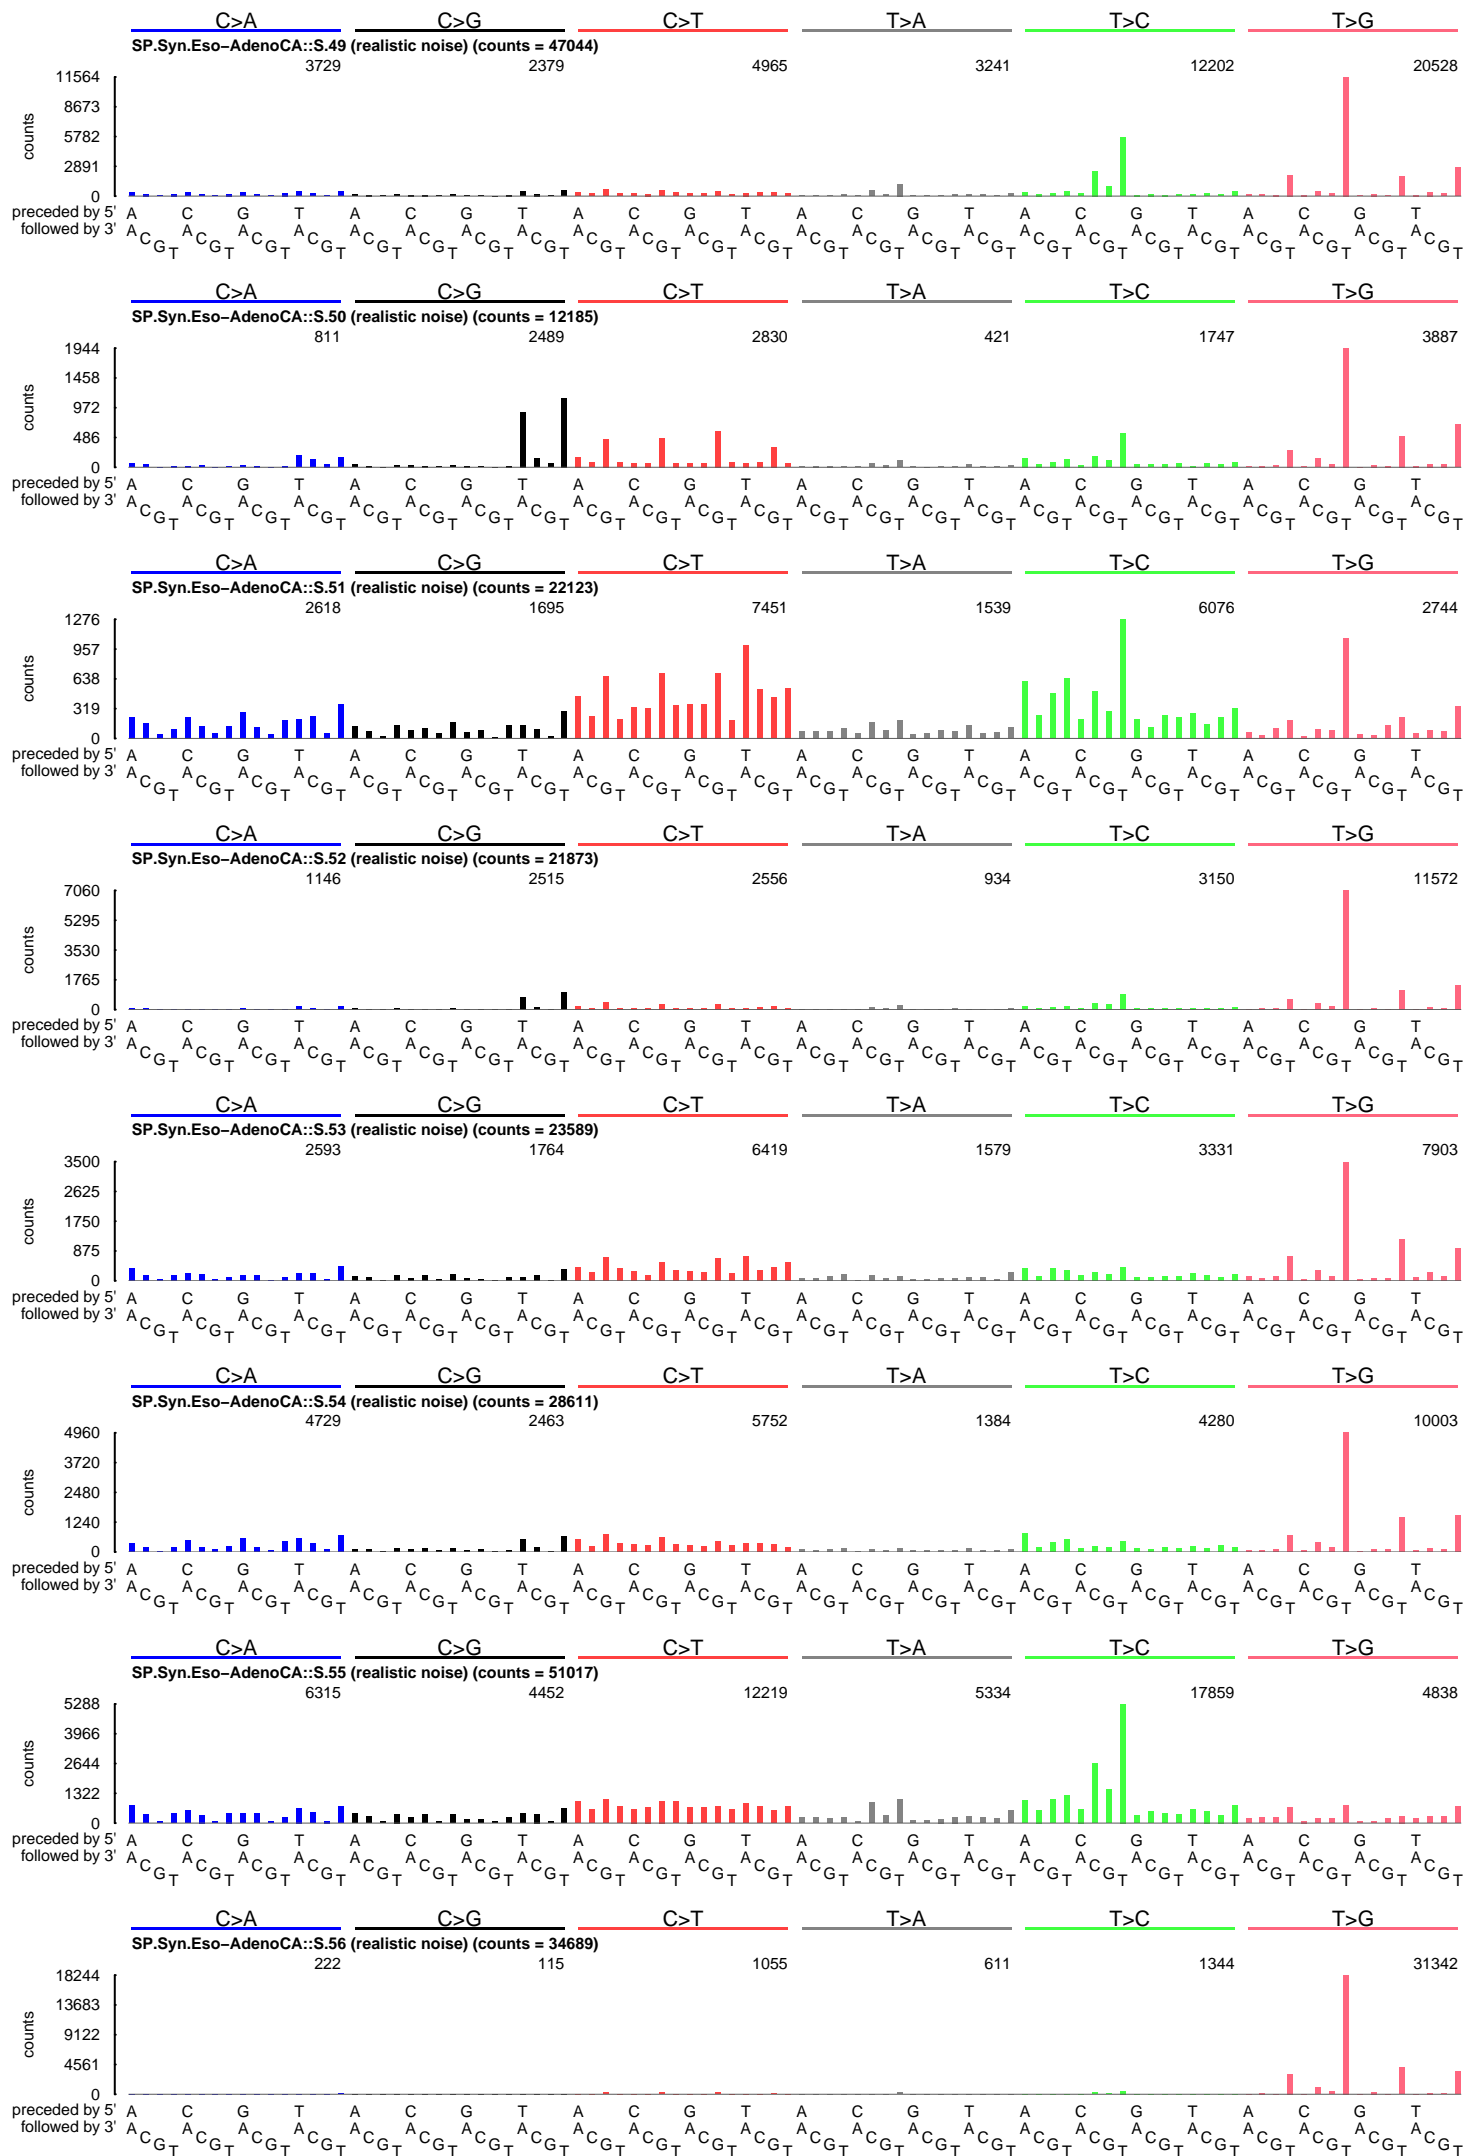 C>A C>G C>T T>A T>C T>G
SP.Syn.Eso−AdenoCA::S.49 (realistic noise) (counts = 47044)
3729 2379 4965 3241 12202 20528
11564
8673
5782
2891
0
counts
preceded by 5' A C G T A C G T A C G T A C G T A C G T A C G T
followed by 3' A C G T A C G T A C G T A C G T A C G T A C G T A C G T A C G T A C G T A C G T A C G T A C G T A C G T A C G T A C G T A C G T A C G T A C G T A C G T A C G T A C G T A C G T A C G T A C G T
C>A C>G C>T T>A T>C T>G
SP.Syn.Eso−AdenoCA::S.50 (realistic noise) (counts = 12185)
811 2489 2830 421 1747 3887
1944
1458
972
486
0
counts
preceded by 5' A C G T A C G T A C G T A C G T A C G T A C G T
followed by 3' A C G T A C G T A C G T A C G T A C G T A C G T A C G T A C G T A C G T A C G T A C G T A C G T A C G T A C G T A C G T A C G T A C G T A C G T A C G T A C G T A C G T A C G T A C G T A C G T
C>A C>G C>T T>A T>C T>G
SP.Syn.Eso−AdenoCA::S.51 (realistic noise) (counts = 22123)
2618 1695 7451 1539 6076 2744
1276
957
638
319
0
counts
preceded by 5' A C G T A C G T A C G T A C G T A C G T A C G T
followed by 3' A C G T A C G T A C G T A C G T A C G T A C G T A C G T A C G T A C G T A C G T A C G T A C G T A C G T A C G T A C G T A C G T A C G T A C G T A C G T A C G T A C G T A C G T A C G T A C G T
C>A C>G C>T T>A T>C T>G
SP.Syn.Eso−AdenoCA::S.52 (realistic noise) (counts = 21873)
1146 2515 2556 934 3150 11572
7060
5295
3530
1765
0
counts
preceded by 5' A C G T A C G T A C G T A C G T A C G T A C G T
followed by 3' A C G T A C G T A C G T A C G T A C G T A C G T A C G T A C G T A C G T A C G T A C G T A C G T A C G T A C G T A C G T A C G T A C G T A C G T A C G T A C G T A C G T A C G T A C G T A C G T
C>A C>G C>T T>A T>C T>G
SP.Syn.Eso−AdenoCA::S.53 (realistic noise) (counts = 23589)
2593 1764 6419 1579 3331 7903
3500
2625
1750
875
0
counts
preceded by 5' A C G T A C G T A C G T A C G T A C G T A C G T
followed by 3' A C G T A C G T A C G T A C G T A C G T A C G T A C G T A C G T A C G T A C G T A C G T A C G T A C G T A C G T A C G T A C G T A C G T A C G T A C G T A C G T A C G T A C G T A C G T A C G T
C>A C>G C>T T>A T>C T>G
SP.Syn.Eso−AdenoCA::S.54 (realistic noise) (counts = 28611)
4729 2463 5752 1384 4280 10003
4960
3720
2480
1240
0
counts
preceded by 5' A C G T A C G T A C G T A C G T A C G T A C G T
followed by 3' A C G T A C G T A C G T A C G T A C G T A C G T A C G T A C G T A C G T A C G T A C G T A C G T A C G T A C G T A C G T A C G T A C G T A C G T A C G T A C G T A C G T A C G T A C G T A C G T
C>A C>G C>T T>A T>C T>G
SP.Syn.Eso−AdenoCA::S.55 (realistic noise) (counts = 51017)
6315 4452 12219 5334 17859 4838
5288
3966
2644
1322
0
counts
preceded by 5' A C G T A C G T A C G T A C G T A C G T A C G T
followed by 3' A C G T A C G T A C G T A C G T A C G T A C G T A C G T A C G T A C G T A C G T A C G T A C G T A C G T A C G T A C G T A C G T A C G T A C G T A C G T A C G T A C G T A C G T A C G T A C G T
C>A C>G C>T T>A T>C T>G
SP.Syn.Eso−AdenoCA::S.56 (realistic noise) (counts = 34689)
222 115 1055 611 1344 31342
18244
13683
9122
4561
0
counts
preceded by 5' A C G T A C G T A C G T A C G T A C G T A C G T
followed by 3' A C G T A C G T A C G T A C G T A C G T A C G T A C G T A C G T A C G T A C G T A C G T A C G T A C G T A C G T A C G T A C G T A C G T A C G T A C G T A C G T A C G T A C G T A C G T A C G T